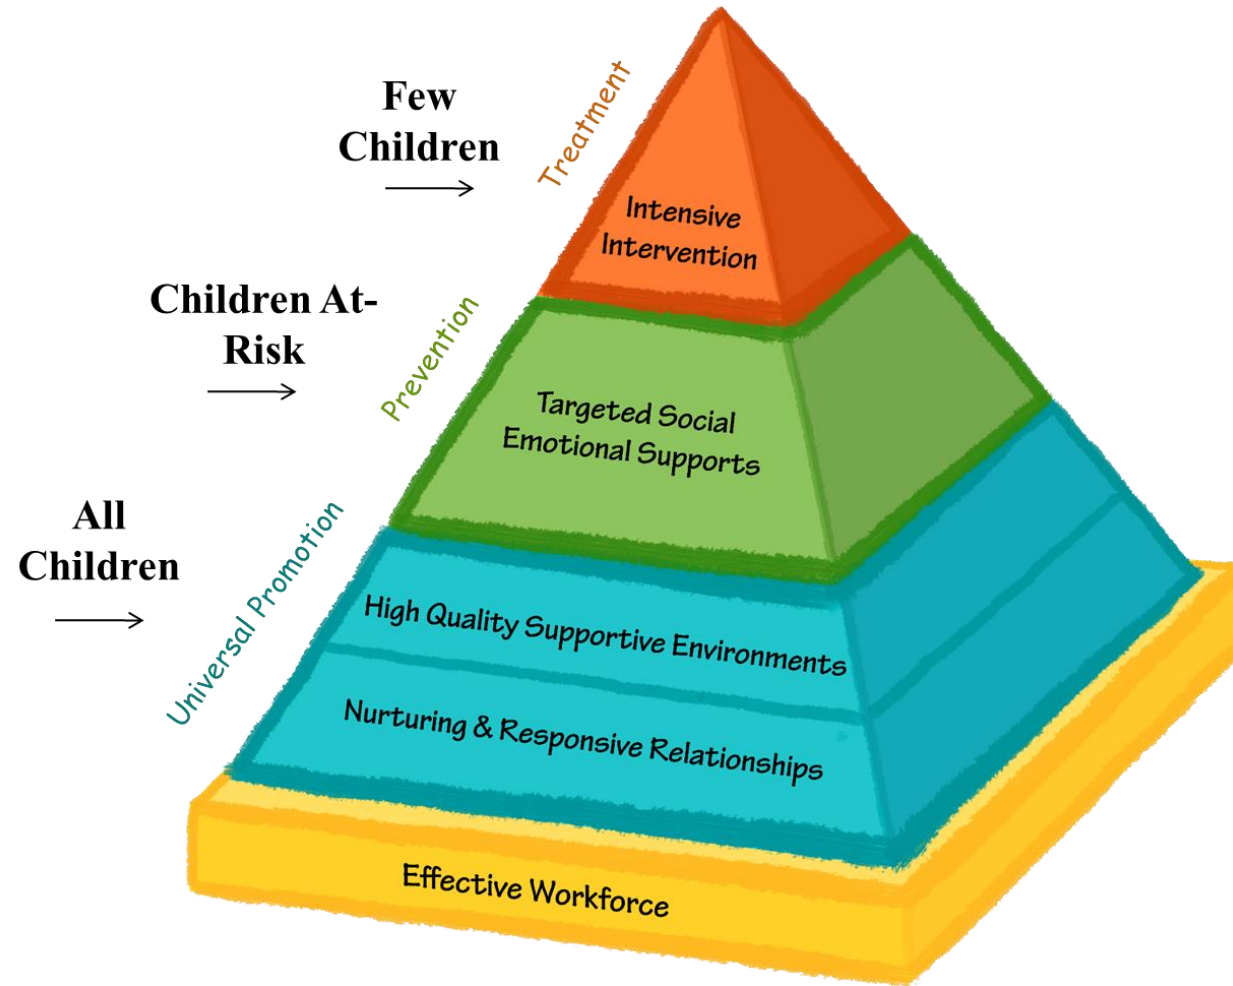 Few
Children
Treatment
Intensive
Intervention
Children At-
Risk
Prevention
Targeted Social
Emotional Supports
All
Children
Universal Promotion
High Quality Supportive Environments
Nurturing & Responsive Relationships
Effective Workforce